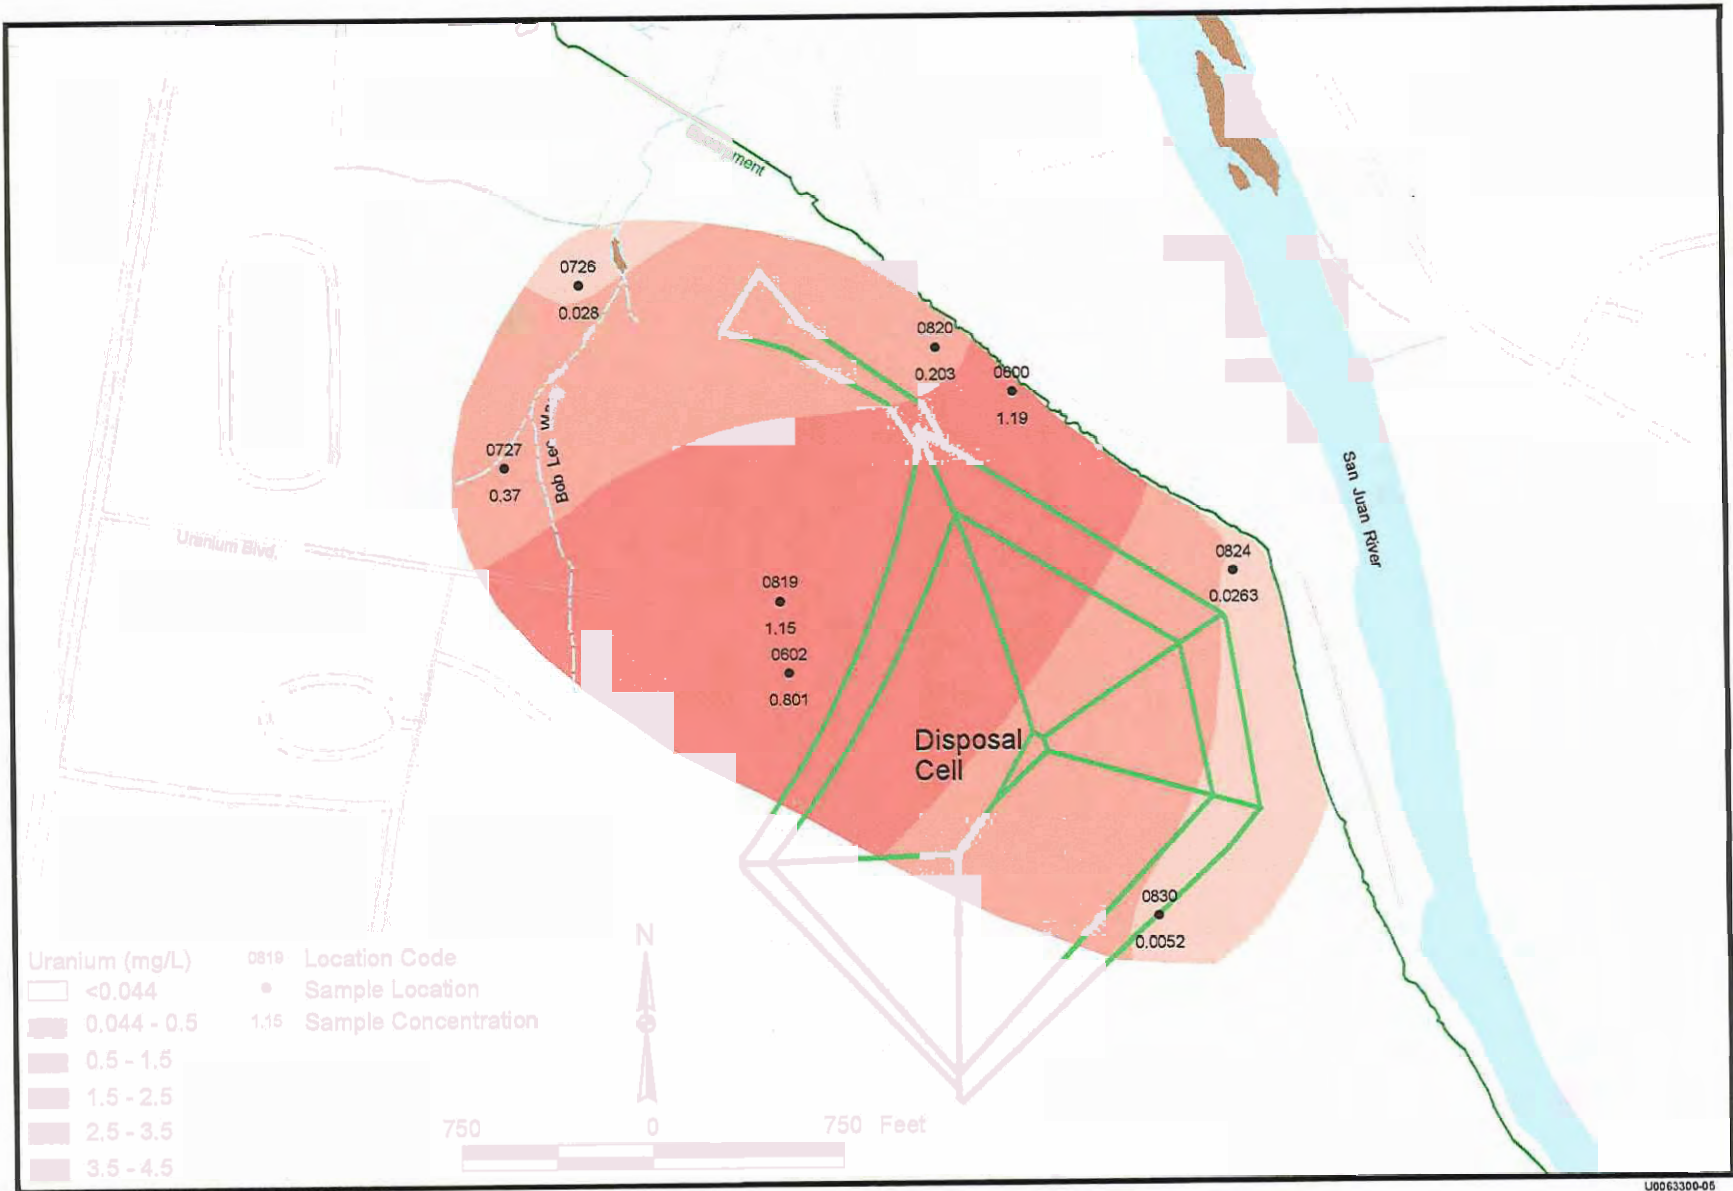 ment
0726
0.028
0820
0.203
0600
1.19
0727
0.37
Bob Lee
San Juan River
Uranium Blvd.
0824
0.0263
0819
1.15
0602
0.801
Disposal
Cell
0830
0.0052
Uranium (mg/L)
<0.044
0.044 - 0.5
0.5 - 1.5
1.5 - 2.5
2.5 - 3.5
3.5 - 4.5
0819 Location Code
Sample Location
1.15 Sample Concentration
N
750 0 750 Feet
U0063300-05